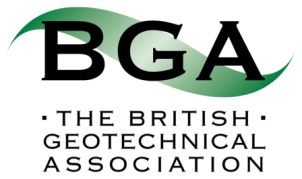 BGA
· THE BRITISH ·
GEOTECHNICAL
ASSOCIATION